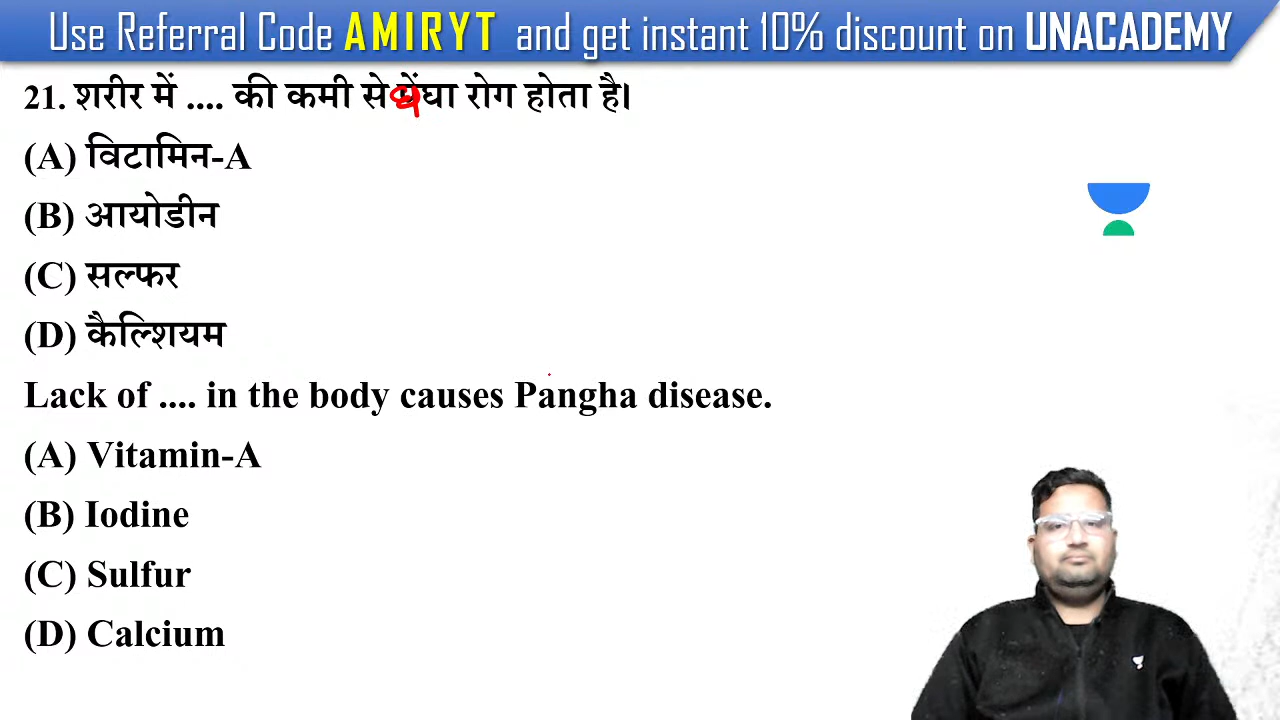 Use Referral Code AMIRYT and get instant 10% discount on UNACADEMY
21. शरीर में .... की कमी से घेंघा रोग होता है।
(A) विटामिन-A
(B) आयोडीन
(C) सल्फर
(D) कैल्शियम
Lack of .... in the body causes Pangha disease.
(A) Vitamin-A
(B) Iodine
(C) Sulfur
(D) Calcium